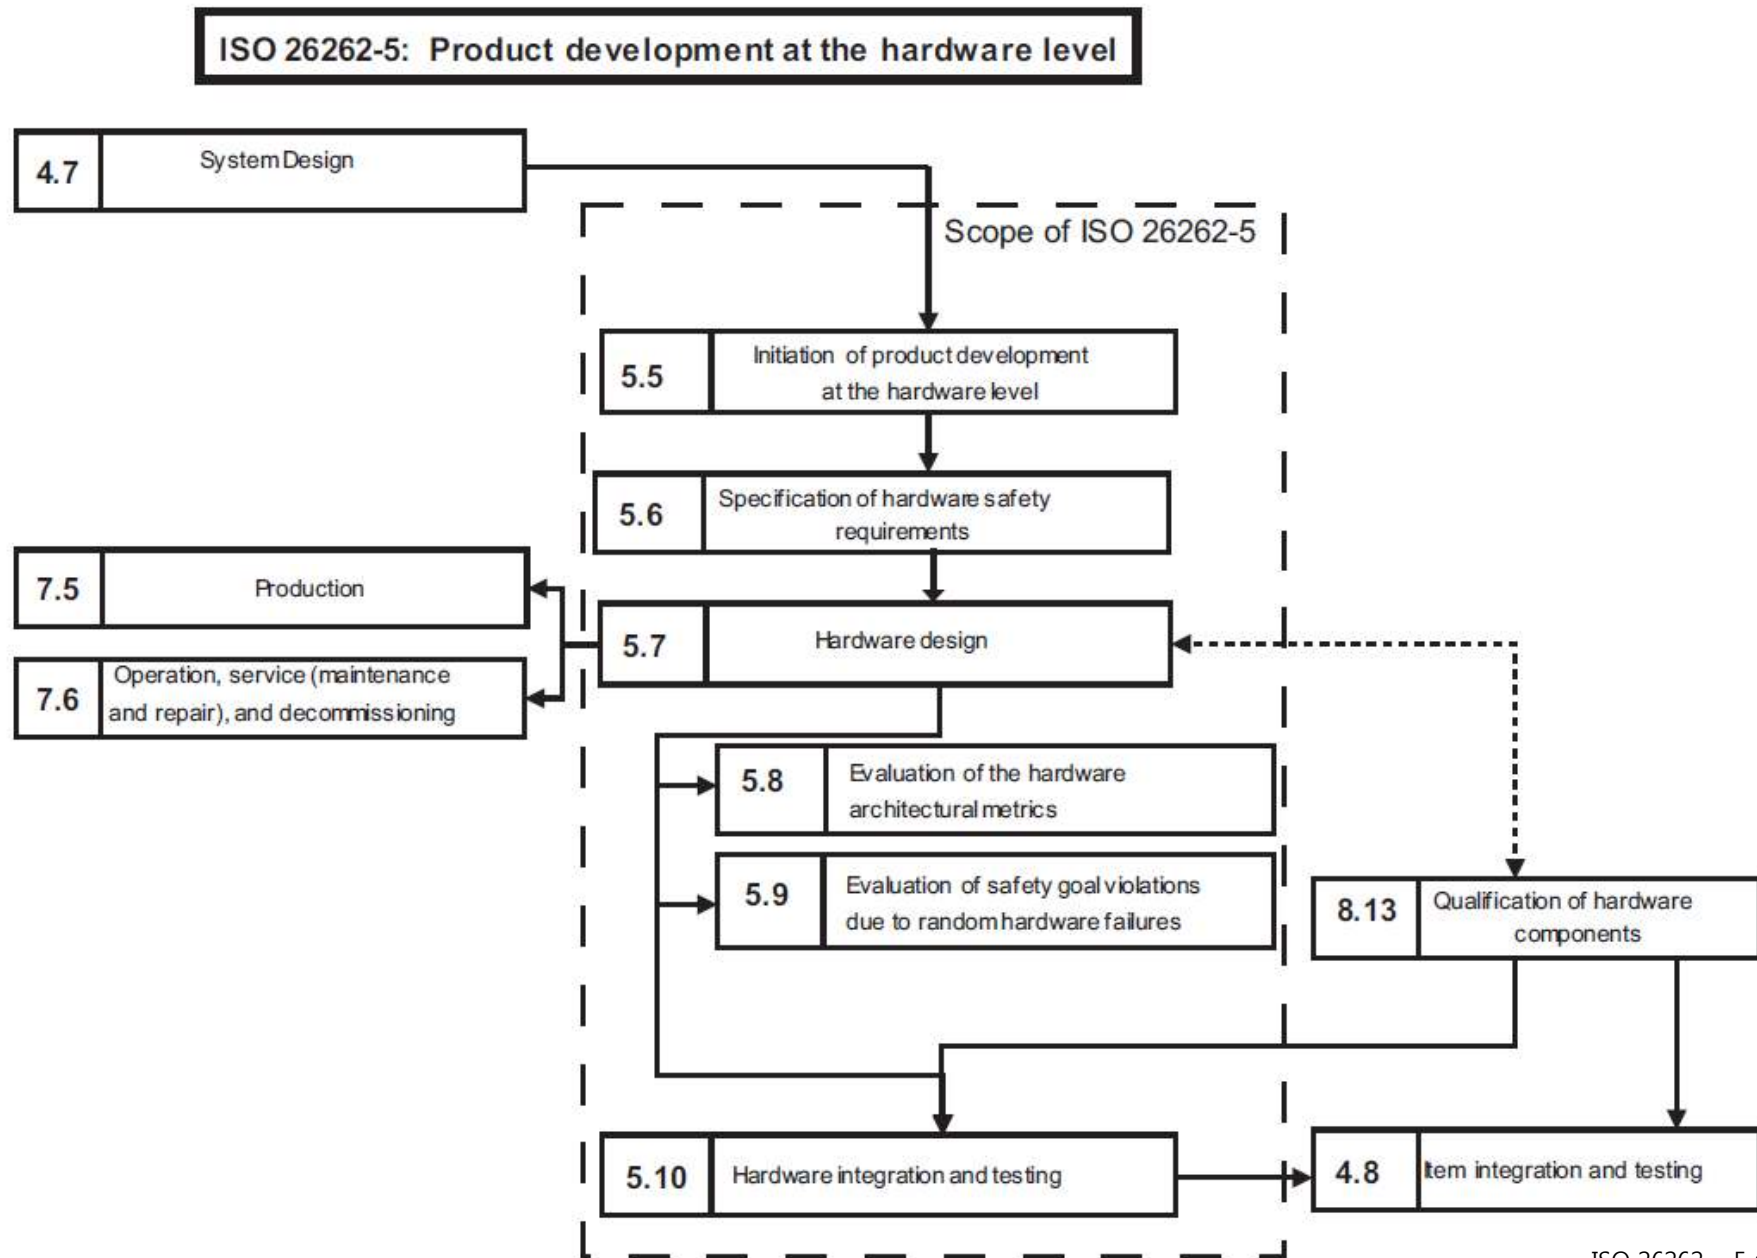 ISO 26262-5: Product development at the hardware level
4.7
System Design
Scope of ISO 26262-5
5.5
Initiation of product development
at the hardware level
5.6
Specification of hardware safety
requirements
7.5
Production
5.7
Hardware design
7.6
Operation, service (maintenance
and repair), and decommissioning
5.8
Evaluation of the hardware
architectural metrics
5.9
Evaluation of safety goal violations
due to random hardware failures
8.13
Qualification of hardware
components
5.10
Hardware integration and testing
4.8
Item integration and testing